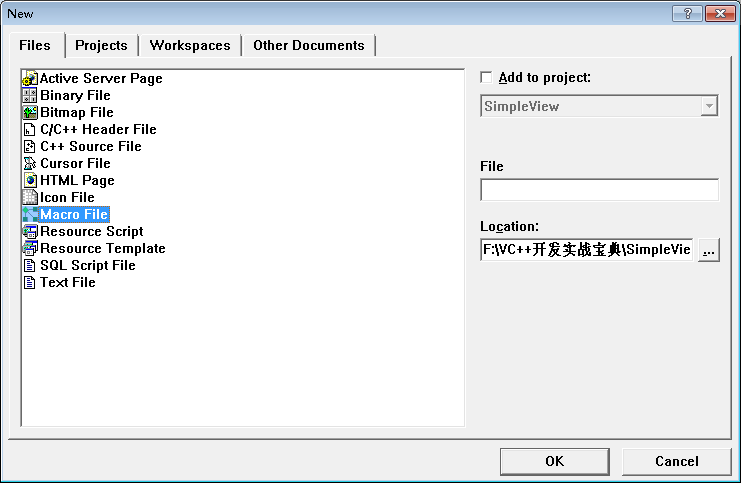 New
Files Projects Workspaces Other Documents
Active Server Page
Binary File
Bitmap File
C/C++ Header File
C++ Source File
Cursor File
HTML Page
Icon File
Macro File
Resource Script
Resource Template
SQL Script File
Text File
Add to project:
SimpleView
File
Location:
F:\VC++开发实战宝典\SimpleVie
...
OK Cancel